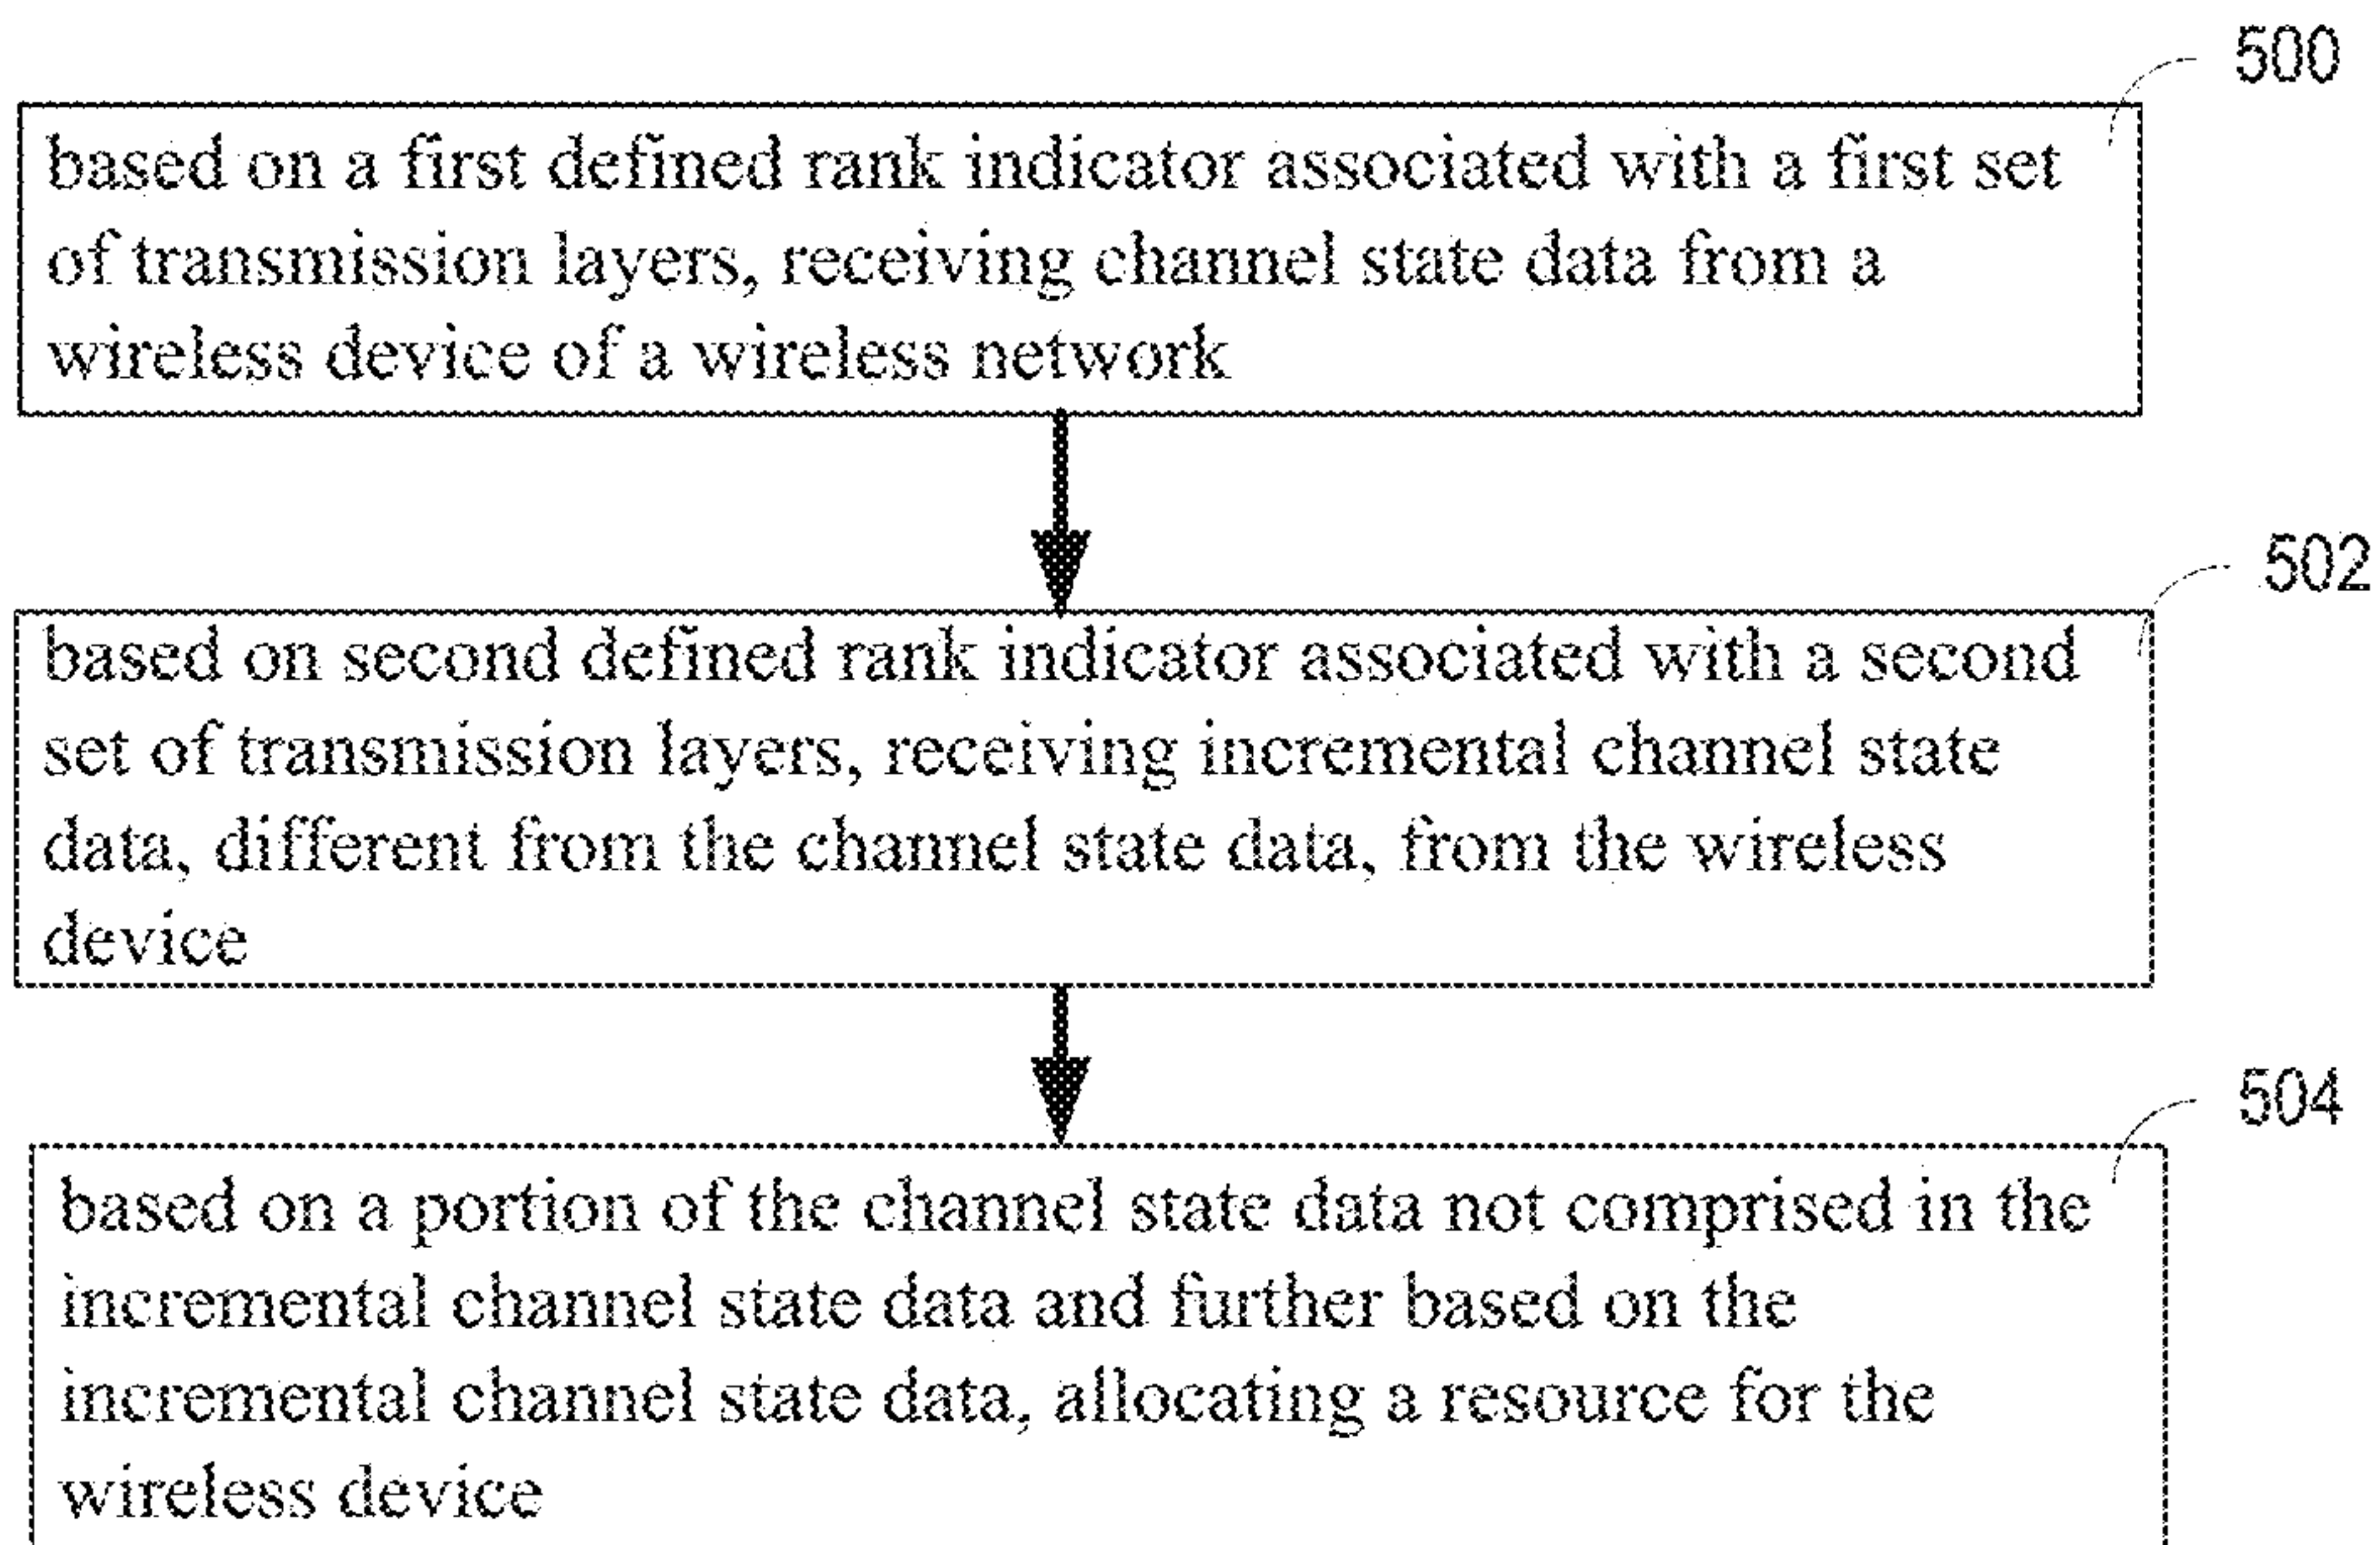 500
based on a first defined rank indicator associated with a first set
of transmission layers, receiving channel state data from a
wireless device of a wireless network
502
based on second defined rank indicator associated with a second
set of transmission layers, receiving incremental channel state
data, different from the channel state data, from the wireless
device
504
based on a portion of the channel state data not comprised in the
incremental channel state data and further based on the
incremental channel state data, allocating a resource for the
wireless device